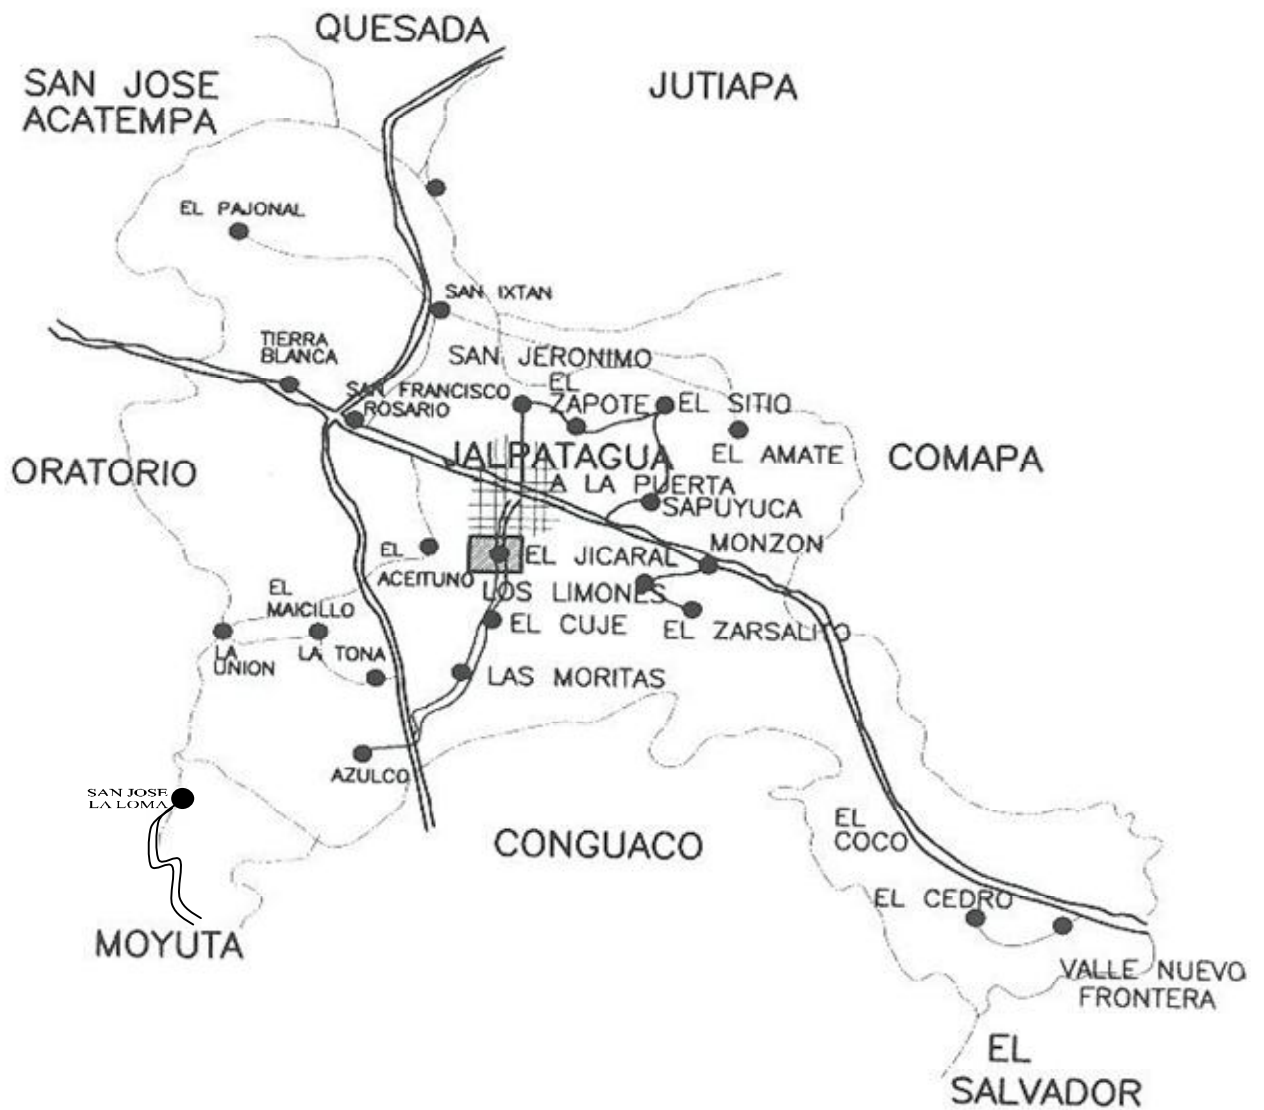 QUESADA
SAN JOSE
ACATEMPA
JUTIAPA
EL PAJONAL
SAN IXTAN
TIERRA
BLANCA
SAN JERONIMO
SAN FRANCISCO
ROSARIO
EL
ZAPOTE
EL SITIO
JALPATAGUA
EL AMATE
COMAPA
ORATORIO
A LA PUERTA
SAPUYUCA
MONZON
EL
ACEITUNO
EL JICARAL
LOS LIMONES
EL
MAICILLO
EL CUJE
EL ZARSALITO
LA
UNION
LA TONA
LAS MORITAS
AZULCO
SAN JOSE
LA LOMA
CONGUACO
EL
COCO
EL CEDRO
MOYUTA
VALLE NUEVO
FRONTERA
EL
SALVADOR